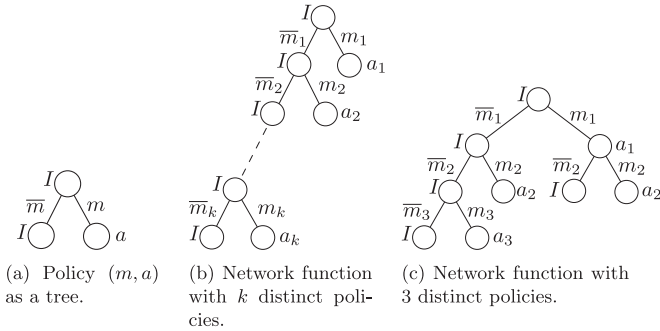 I
m̅ m
I a
(a) Policy (m, a)
as a tree.
I
m̅₁ m₁
I a₁
m̅₂ m₂
I a₂
I
m̅ₖ mₖ
I aₖ
(b) Network function
with k distinct poli-
cies.
I
m̅₁ m₁
I a₁
m̅₂ m₂ m̅₂ m₂
I a₂ I a₂
m̅₃ m₃
I a₃
(c) Network function with
3 distinct policies.